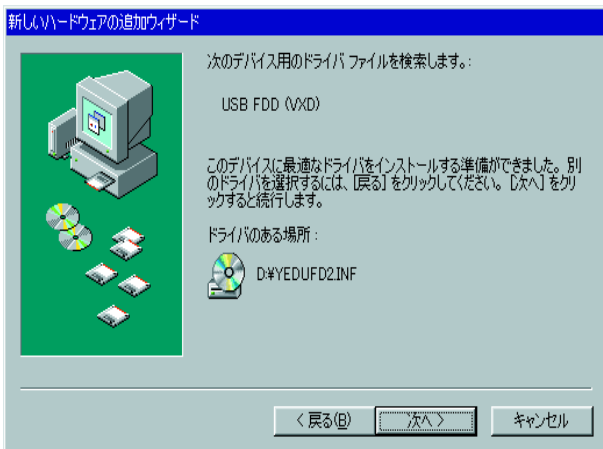 新しいハードウェアの追加ウィザード
次のデバイス用のドライバ ファイルを検索します。:
USB FDD (VXD)
このデバイスに最適なドライバをインストールする準備ができました。別
のドライバを選択するには、[戻る] をクリックしてください。[次へ] をクリ
ックすると続行します。
ドライバのある場所 :
D:¥YEDUFD2.INF
< 戻る(B)
次へ >
キャンセル